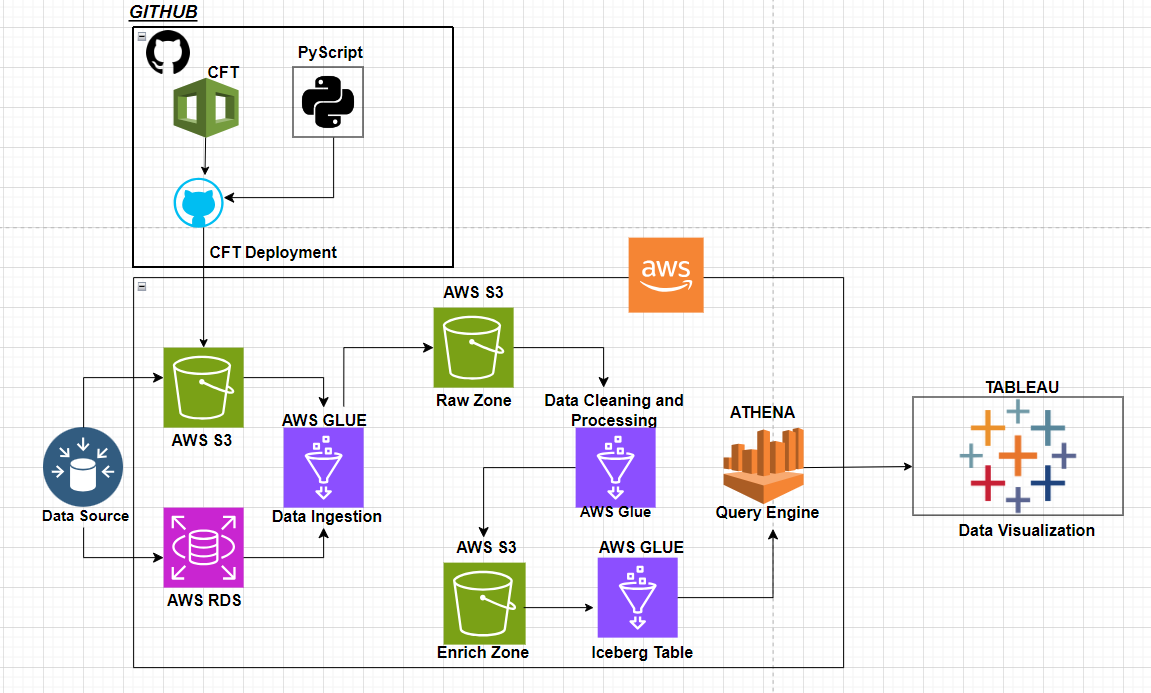 GITHUB
CFT
PyScript
CFT Deployment
aws
AWS S3
Raw Zone
Data Cleaning and
Processing
AWS S3
AWS GLUE
Data Ingestion
AWS Glue
ATHENA
Query Engine
TABLEAU
Data Visualization
Data Source
AWS RDS
AWS S3
Enrich Zone
AWS GLUE
Iceberg Table